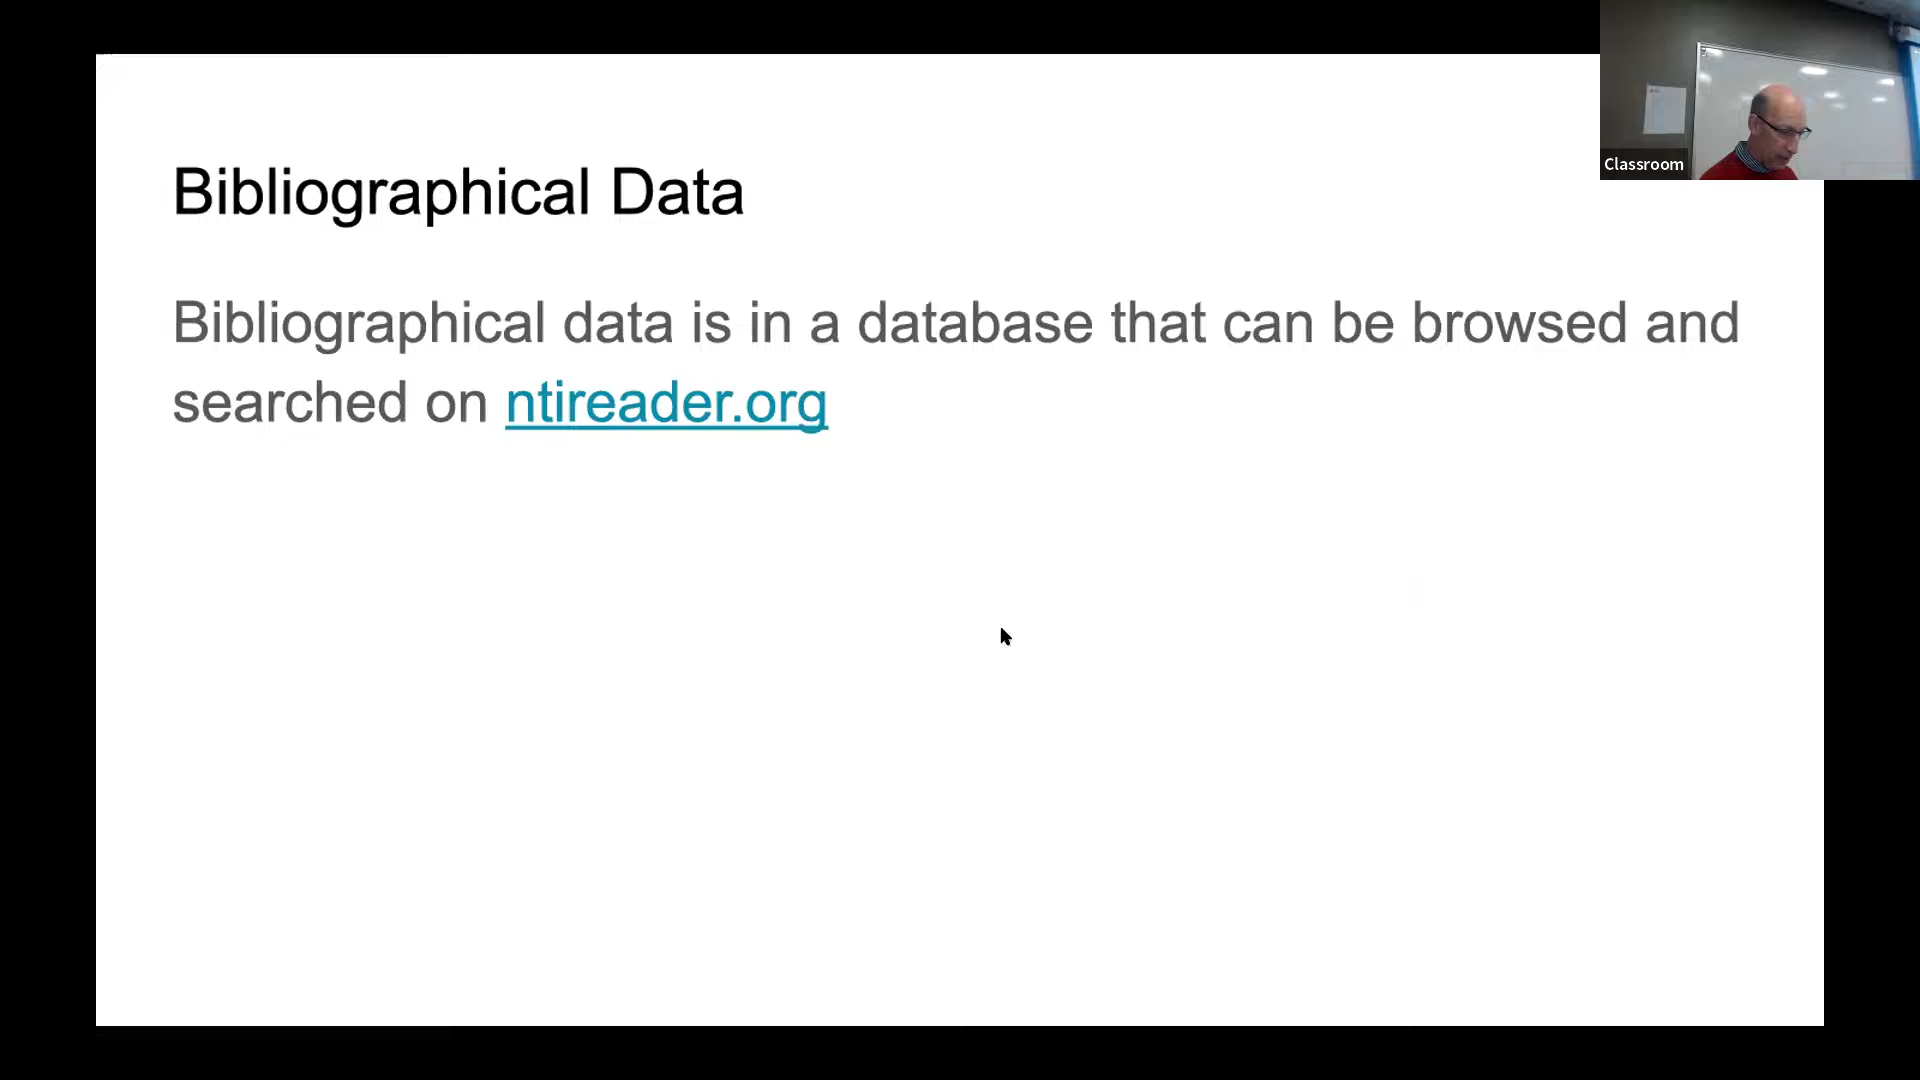 Bibliographical Data
Bibliographical data is in a database that can be browsed and
searched on ntireader.org
Classroom